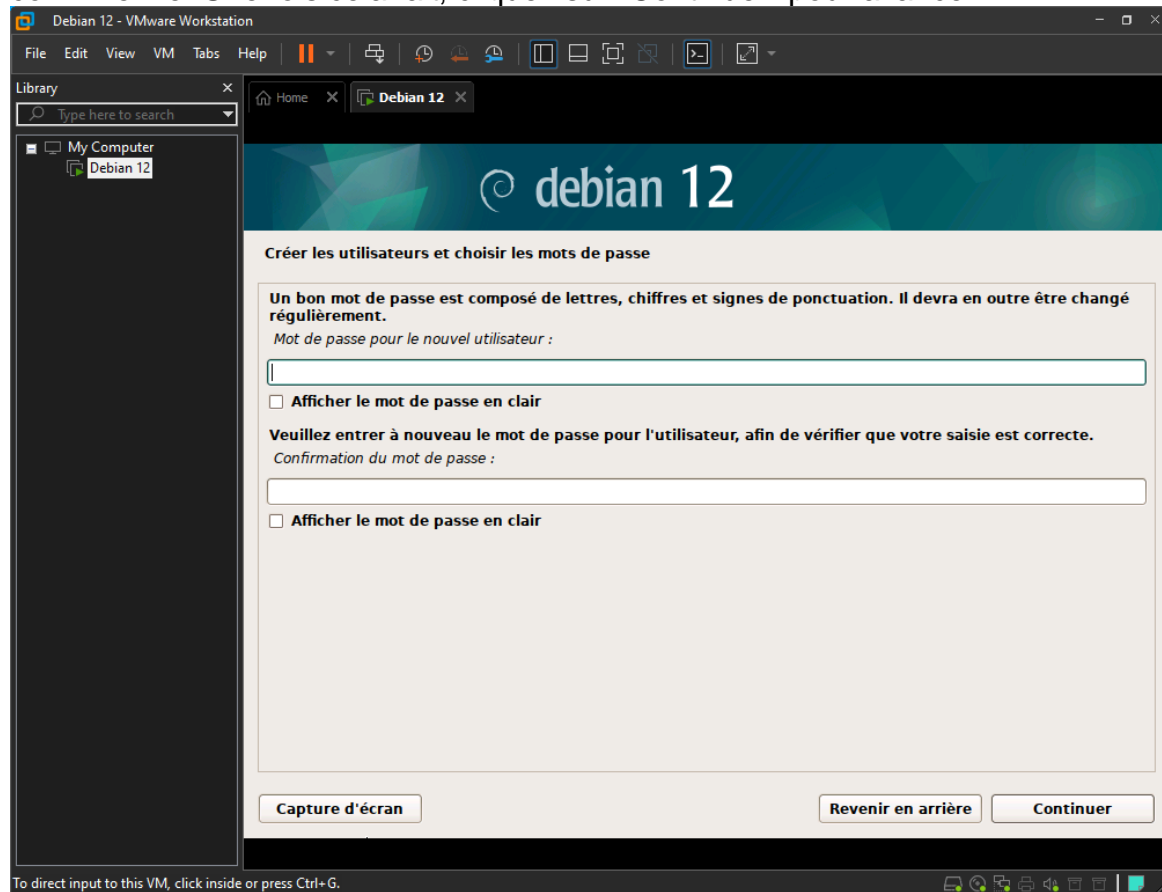 Debian 12 - VMware Workstation
File Edit View VM Tabs Help
Library
Type here to search
My Computer
Debian 12
Home
Debian 12
debian 12
Créer les utilisateurs et choisir les mots de passe
Un bon mot de passe est composé de lettres, chiffres et signes de ponctuation. Il devra en outre être changé
régulièrement.
Mot de passe pour le nouvel utilisateur :
Afficher le mot de passe en clair
Veuillez entrer à nouveau le mot de passe pour l'utilisateur, afin de vérifier que votre saisie est correcte.
Confirmation du mot de passe :
Afficher le mot de passe en clair
Capture d'écran
Revenir en arrière
Continuer
To direct input to this VM, click inside or press Ctrl+G.